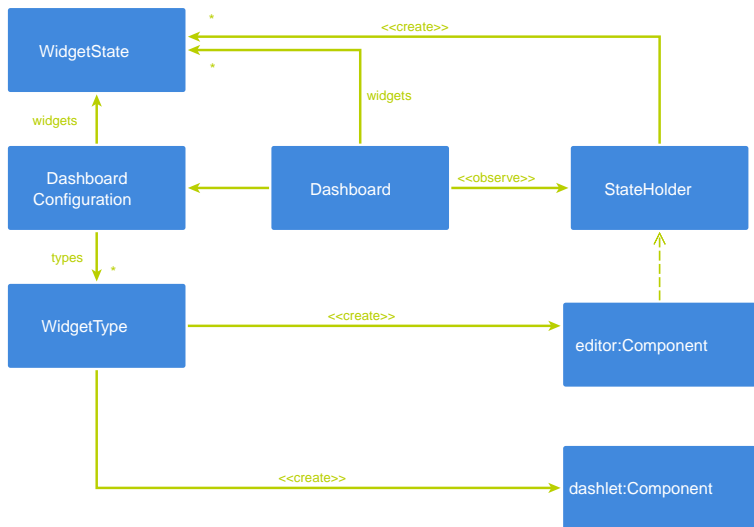 *
<<create>>
WidgetState
*
widgets
widgets
Dashboard
Configuration
Dashboard
<<observe>>
StateHolder
types
*
WidgetType
<<create>>
editor:Component
<<create>>
dashlet:Component